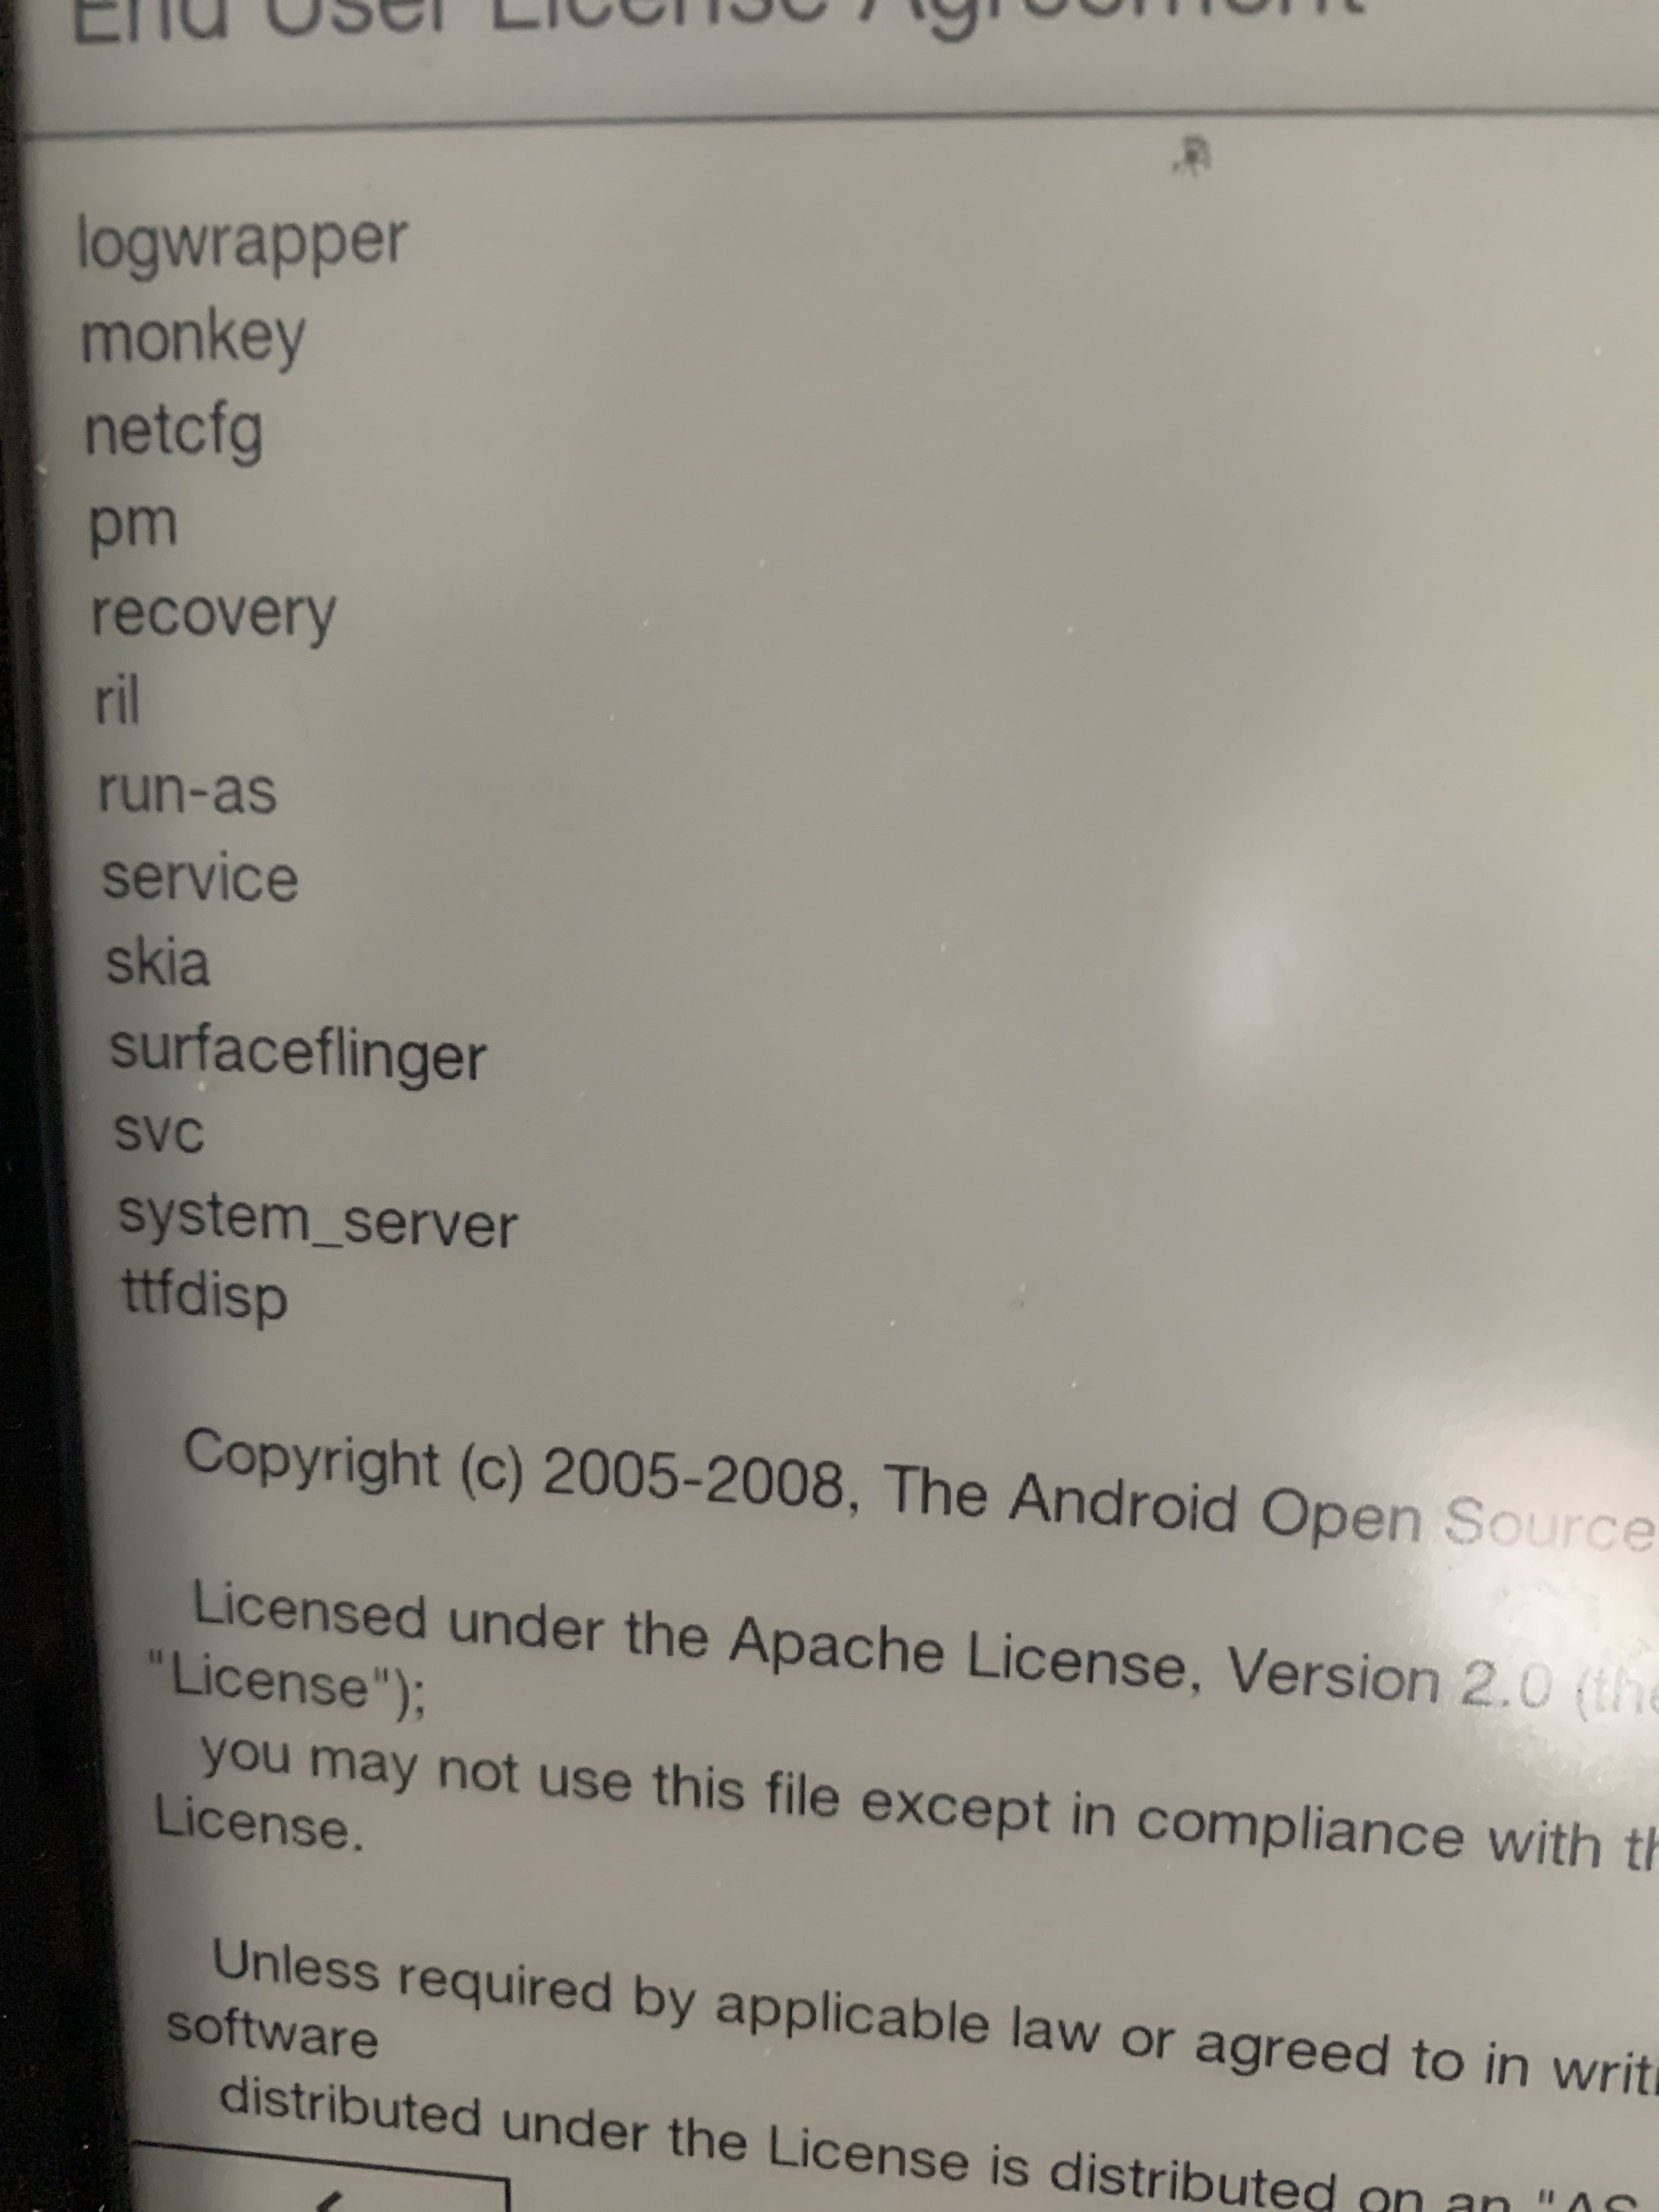 End User License Agreement
logwrapper
monkey
netcfg
pm
recovery
ril
run-as
service
skia
surfaceflinger
svc
system_server
ttfdisp
Copyright (c) 2005-2008, The Android Open Source
Licensed under the Apache License, Version 2.0 (the
"License");
you may not use this file except in compliance with th
License.
Unless required by applicable law or agreed to in writi
software
distributed under the License is distributed on an "AS